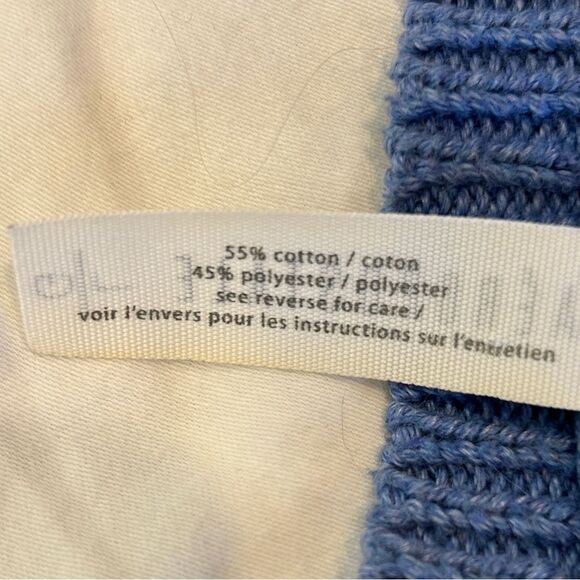 55% cotton / coton
45% polyester / polyester
see reverse for care /
voir l'envers pour les instructions sur l'entretien